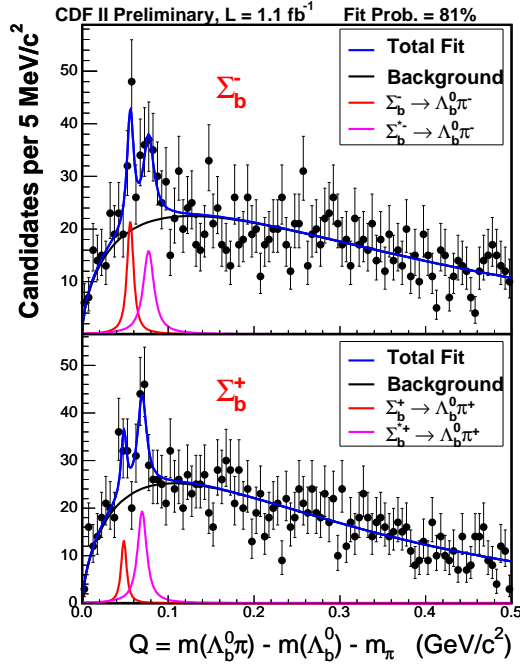 CDF II Preliminary, L = 1.1 fb⁻¹ Fit Prob. = 81%
Candidates per 5 MeV/c²
Σb⁻
Total Fit
Background
Σb⁻ → Λb⁰π⁻
Σb*⁻ → Λb⁰π⁻
50
40
30
20
10
Σb⁺
Total Fit
Background
Σb⁺ → Λb⁰π⁺
Σb*⁺ → Λb⁰π⁺
50
40
30
20
10
0
0.0 0.1 0.2 0.3 0.4 0.5
Q = m(Λb⁰π) - m(Λb⁰) - mπ (GeV/c²)